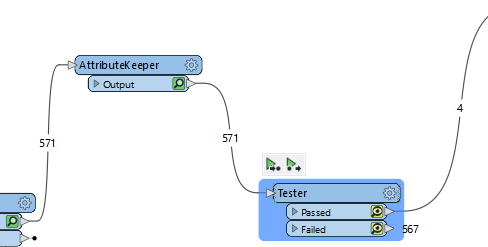 AttributeKeeper
Output
571
571
4
Tester
Passed
Failed
567